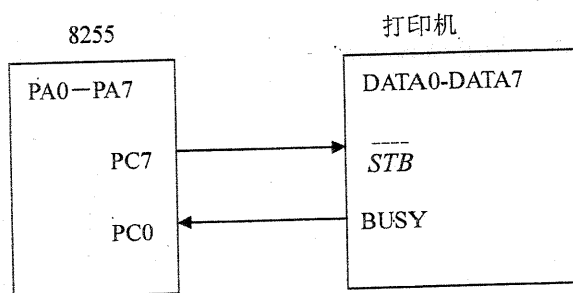 8255
打印机
PA0－PA7
DATA0-DATA7
PC7
STB
PC0
BUSY